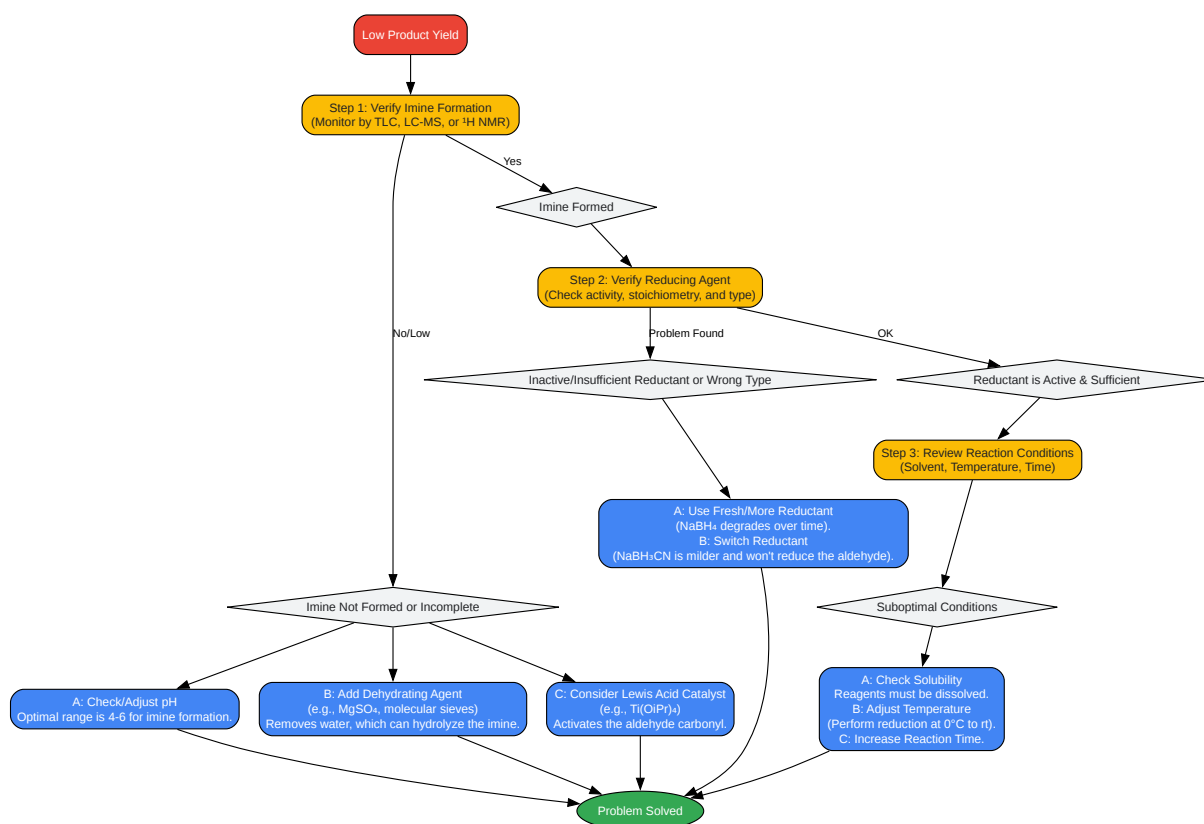 Low Product Yield
Step 1: Verify Imine Formation
(Monitor by TLC, LC-MS, or ¹H NMR)
Yes
Imine Formed
Step 2: Verify Reducing Agent
(Check activity, stoichiometry, and type)
No/Low
Problem Found
OK
Inactive/Insufficient Reductant or Wrong Type
Reductant is Active & Sufficient
Step 3: Review Reaction Conditions
(Solvent, Temperature, Time)
A: Use Fresh/More Reductant
(NaBH₄ degrades over time).
B: Switch Reductant
(NaBH₃CN is milder and won't reduce the aldehyde).
Imine Not Formed or Incomplete
Suboptimal Conditions
A: Check/Adjust pH
Optimal range is 4-6 for imine formation.
B: Add Dehydrating Agent
(e.g., MgSO₄, molecular sieves)
Removes water, which can hydrolyze the imine.
C: Consider Lewis Acid Catalyst
(e.g., Ti(OiPr)₄)
Activates the aldehyde carbonyl.
A: Check Solubility
Reagents must be dissolved.
B: Adjust Temperature
(Perform reduction at 0°C to rt).
C: Increase Reaction Time.
Problem Solved